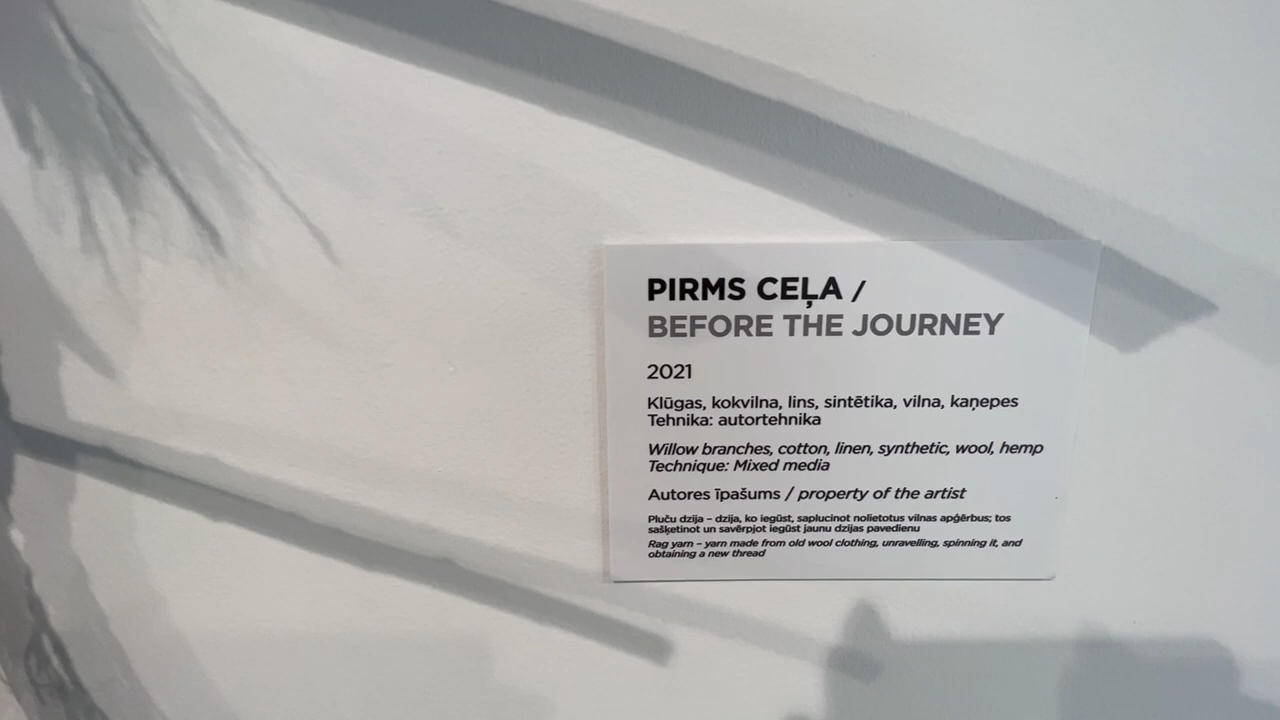 PIRMS CEĻA /
BEFORE THE JOURNEY
2021
Klūgas, kokvilna, lins, sintētika, vilna, kaņepes
Tehnika: autortehnika
Willow branches, cotton, linen, synthetic, wool, hemp
Technique: Mixed media
Autores īpašums / property of the artist
Pluču dzija – dzija, ko iegūst, saplucinot nolietotus vilnas apģērbus; tos
sašķetinot un savērpjot iegūst jaunu dzijas pavedienu
Rag yarn – yarn made from old wool clothing, unravelling, spinning it, and
obtaining a new thread